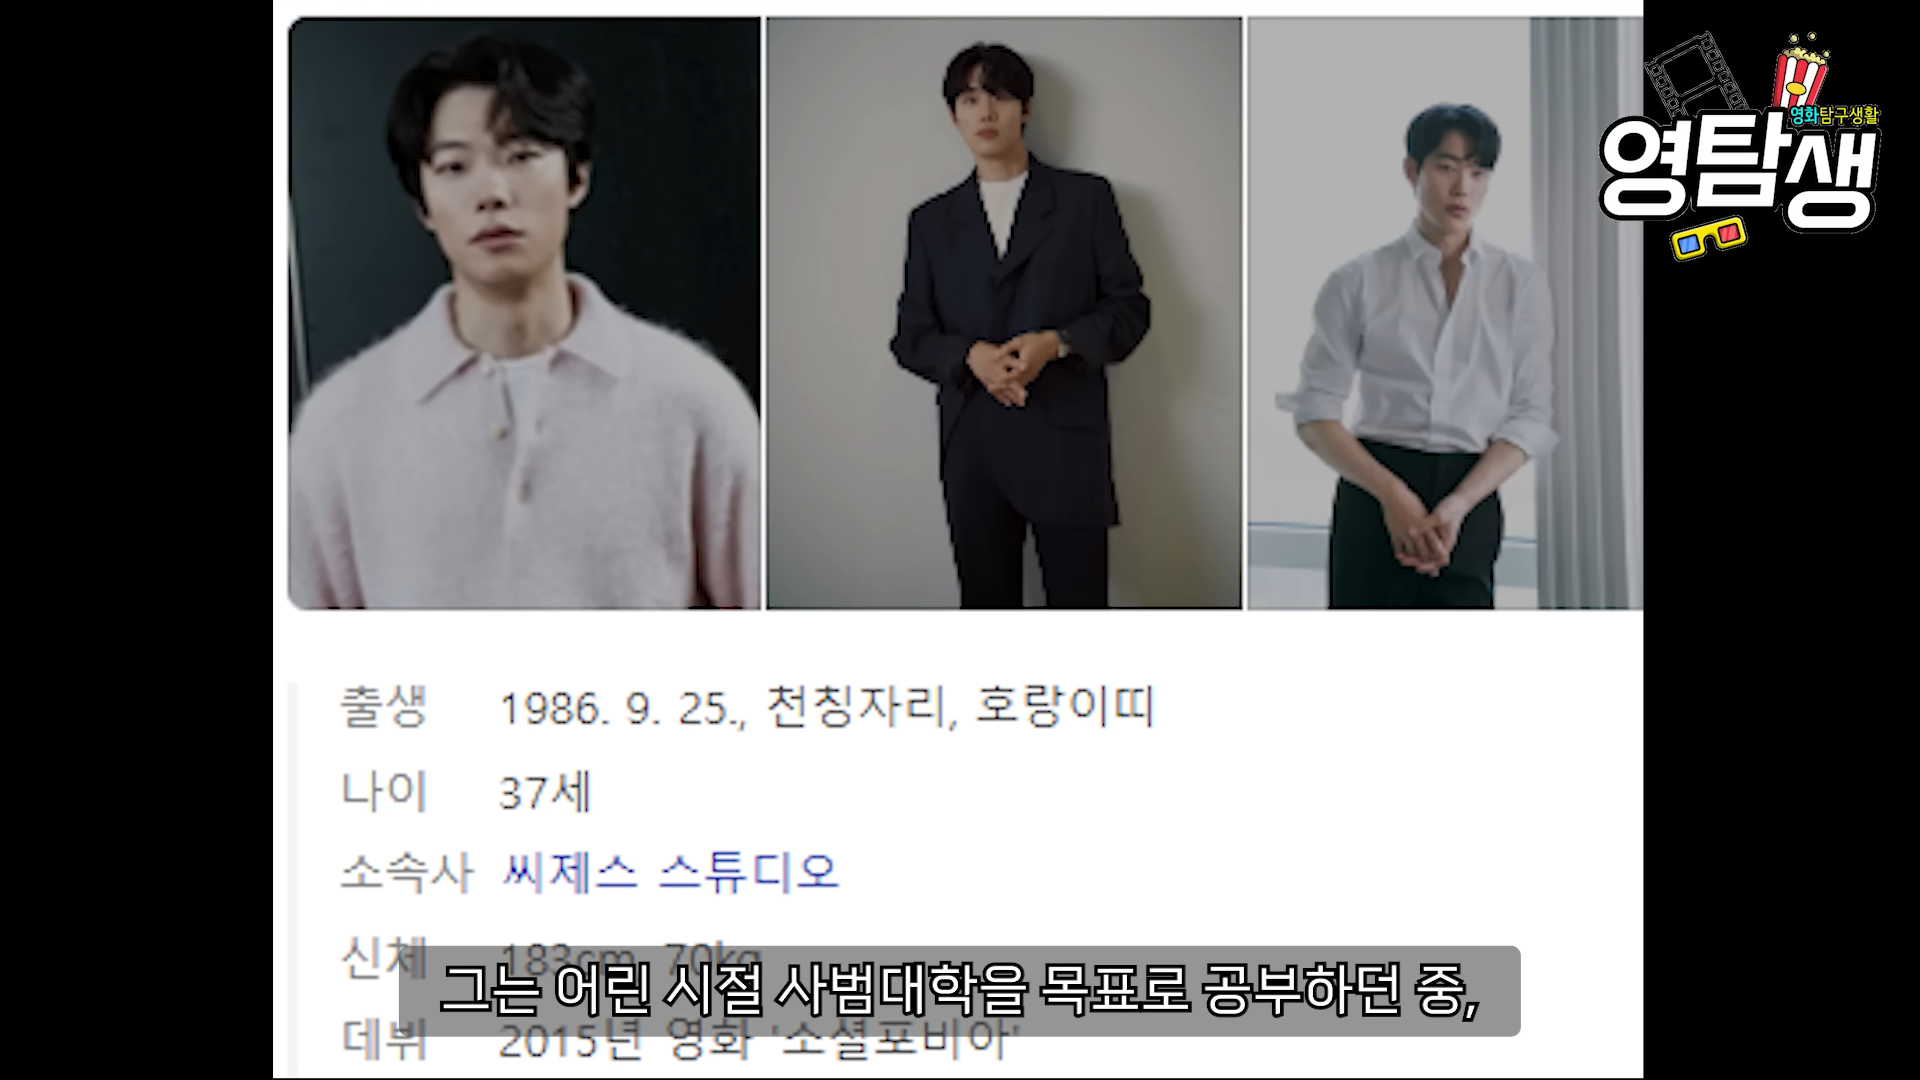 영화탐구생활
영탐생
출생 1986. 9. 25., 천칭자리, 호랑이띠
나이 37세
소속사 씨제스 스튜디오
신체 183cm, 70kg
그는 어린 시절 사범대학을 목표로 공부하던 중,
데뷔 2015년 영화 '소셜포비아'